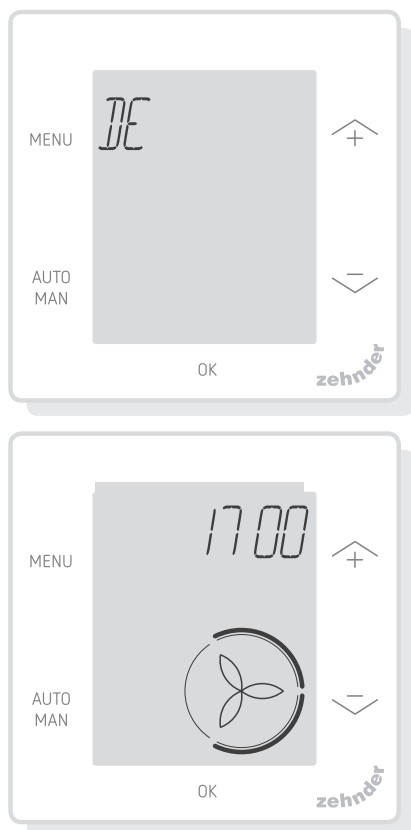 DE
MENU
+
AUTO
MAN
−
OK
zehnder
17 00
MENU
+
AUTO
MAN
−
OK
zehnder